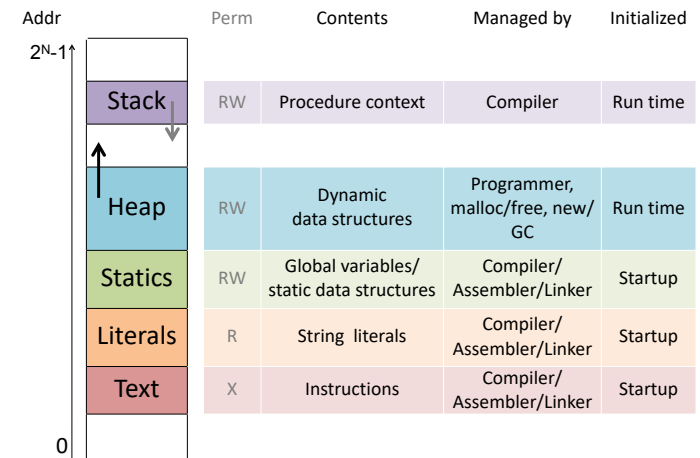 Addr Perm Contents Managed by Initialized
2ᴺ-1
Stack RW Procedure context Compiler Run time
Heap RW Dynamic
data structures Programmer,
malloc/free, new/
GC Run time
Statics RW Global variables/
static data structures Compiler/
Assembler/Linker Startup
Literals R String literals Compiler/
Assembler/Linker Startup
Text X Instructions Compiler/
Assembler/Linker Startup
0